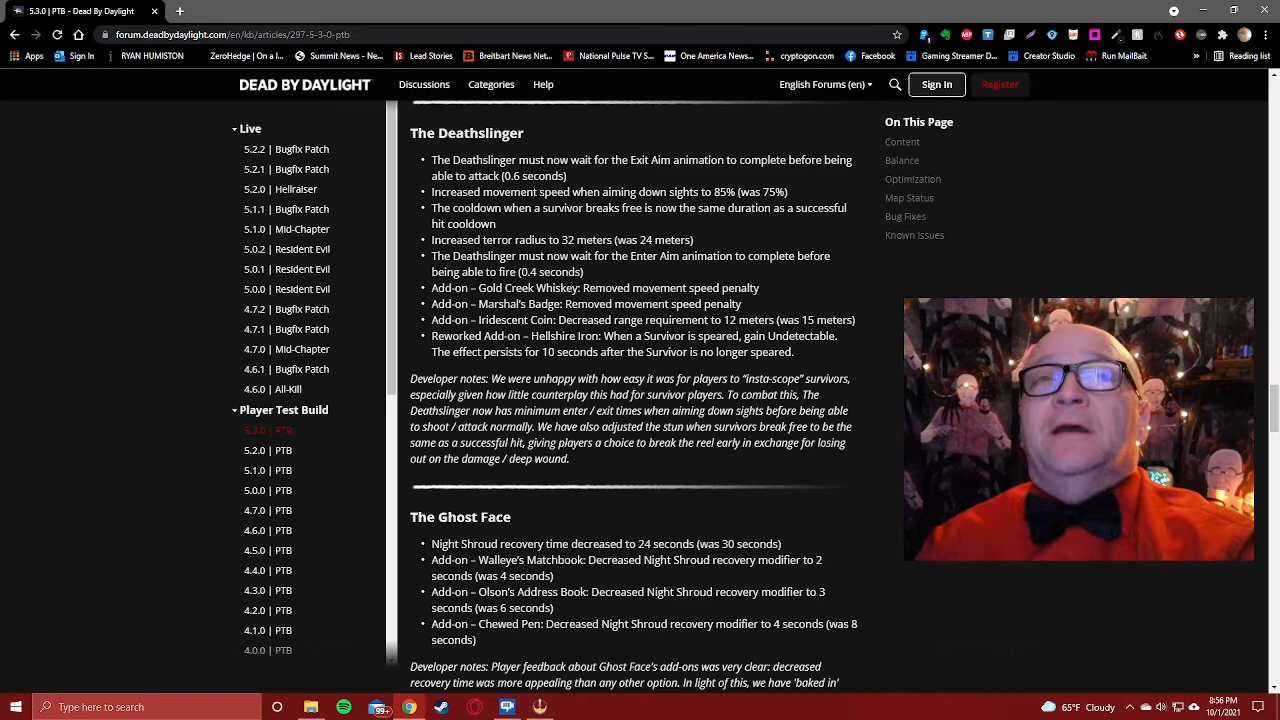 5.3.0 | PTB - Dead By Daylight
forum.deadbydaylight.com/en/kb/articles/297-5-3-0-ptb
Apps
Sign In
RYAN HUMISTON
ZeroHedge | Zero H...
Summit News - Ne...
Lead Stories
Breitbart News Net...
National Pulse TV S...
One America News...
cryptogon.com
Facebook
Gaming Streamer D...
Creator Studio
Run MailBait
»
Reading list
DEAD BY DAYLIGHT
Discussions
Categories
Help
English Forums (en)
Sign In
Register
Live
5.2.2 | Bugfix Patch
5.2.1 | Bugfix Patch
5.2.0 | Hellraiser
5.1.1 | Bugfix Patch
5.1.0 | Mid-Chapter
5.0.2 | Resident Evil
5.0.1 | Resident Evil
5.0.0 | Resident Evil
4.7.2 | Bugfix Patch
4.7.1 | Bugfix Patch
4.7.0 | Mid-Chapter
4.6.1 | Bugfix Patch
4.6.0 | All-Kill
Player Test Build
5.3.0 | PTB
5.2.0 | PTB
5.1.0 | PTB
5.0.0 | PTB
4.7.0 | PTB
4.6.0 | PTB
4.5.0 | PTB
4.4.0 | PTB
4.3.0 | PTB
4.2.0 | PTB
4.1.0 | PTB
4.0.0 | PTB
The Deathslinger
• The Deathslinger must now wait for the Exit Aim animation to complete before being
able to attack (0.6 seconds)
• Increased movement speed when aiming down sights to 85% (was 75%)
• The cooldown when a survivor breaks free is now the same duration as a successful
hit cooldown
• Increased terror radius to 32 meters (was 24 meters)
• The Deathslinger must now wait for the Enter Aim animation to complete before
being able to fire (0.4 seconds)
• Add-on – Gold Creek Whiskey: Removed movement speed penalty
• Add-on – Marshal's Badge: Removed movement speed penalty
• Add-on – Iridescent Coin: Decreased range requirement to 12 meters (was 15 meters)
• Reworked Add-on – Hellshire Iron: When a Survivor is speared, gain Undetectable.
The effect persists for 10 seconds after the Survivor is no longer speared.
Developer notes: We were unhappy with how easy it was for players to “insta-scope” survivors,
especially given how little counterplay this had for survivor players. To combat this, The
Deathslinger now has minimum enter / exit times when aiming down sights before being able
to shoot / attack normally. We have also adjusted the stun when survivors break free to be the
same as a successful hit, giving players a choice to break the reel early in exchange for losing
out on the damage / deep wound.
The Ghost Face
• Night Shroud recovery time decreased to 24 seconds (was 30 seconds)
• Add-on – Walleye's Matchbook: Decreased Night Shroud recovery modifier to 2
seconds (was 4 seconds)
• Add-on – Olson's Address Book: Decreased Night Shroud recovery modifier to 3
seconds (was 6 seconds)
• Add-on – Chewed Pen: Decreased Night Shroud recovery modifier to 4 seconds (was 8
seconds)
Developer notes: Player feedback about Ghost Face's add-ons was very clear: decreased
recovery time was more appealing than any other option. In light of this, we have 'baked in'
On This Page
Content
Balance
Optimization
Map Status
Bug Fixes
Known Issues
Type here to search
99+
65°F Cloudy
8:56 PM
10/1/2021